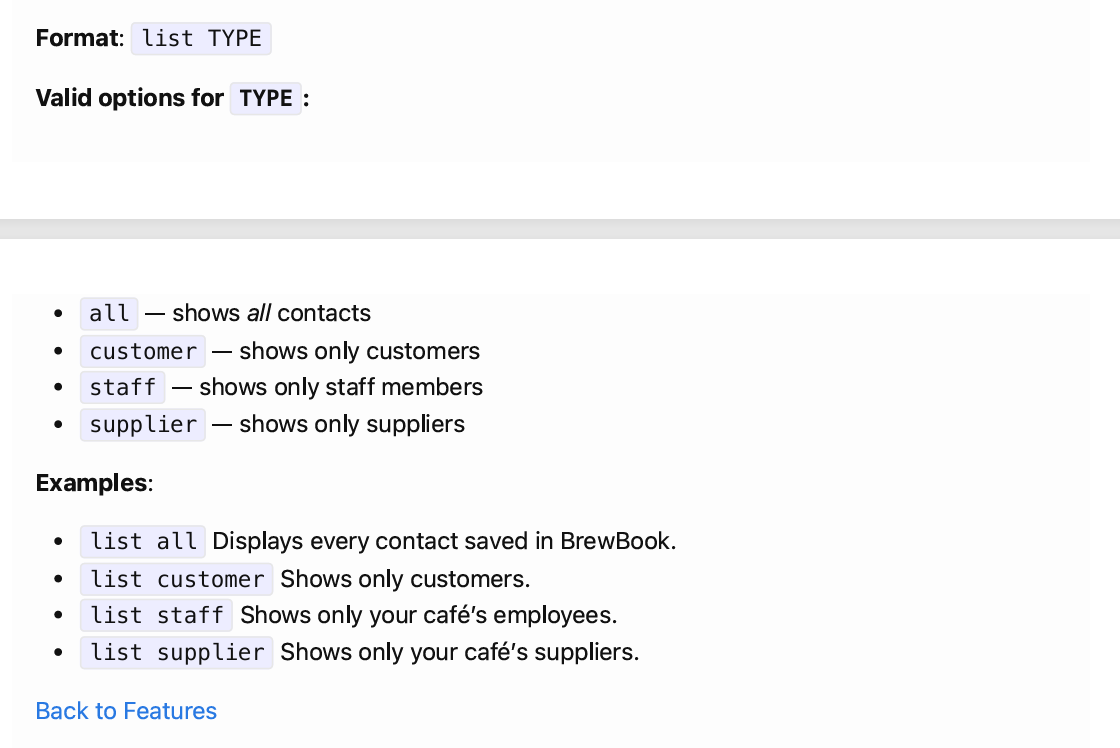 Format: list TYPE
Valid options for TYPE:
• all — shows all contacts
• customer — shows only customers
• staff — shows only staff members
• supplier — shows only suppliers
Examples:
• list all Displays every contact saved in BrewBook.
• list customer Shows only customers.
• list staff Shows only your café’s employees.
• list supplier Shows only your café’s suppliers.
Back to Features